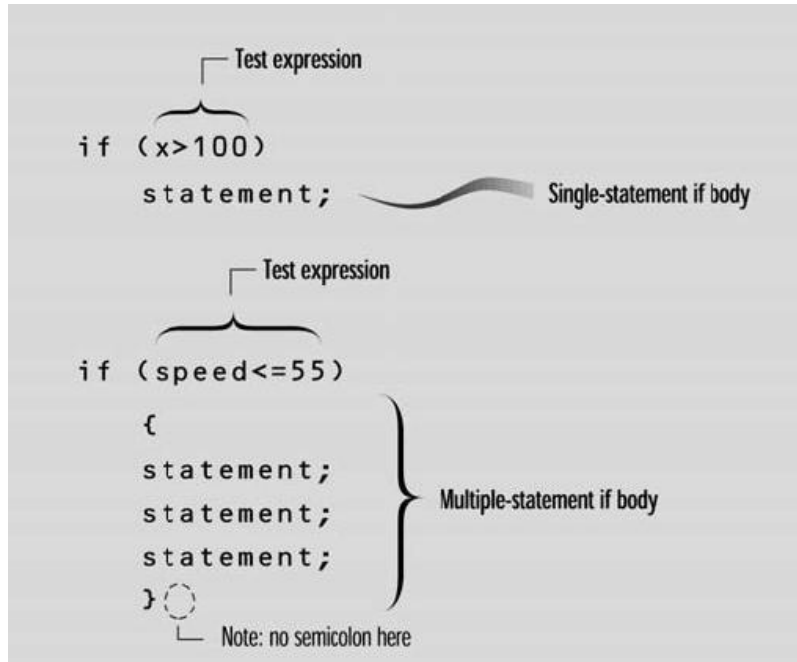 Test expression
if (x>100)
statement;
Single-statement if body
Test expression
if (speed<=55)
{
statement;
statement;
statement;
}
Multiple-statement if body
Note: no semicolon here